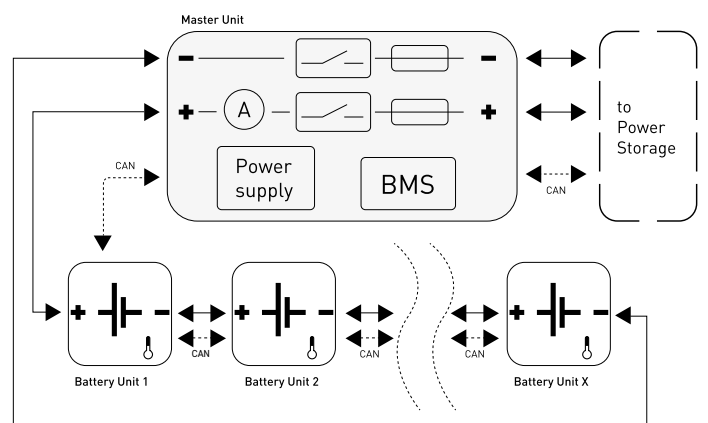 Master Unit
A
to
Power
Storage
CAN
Power
supply
BMS
CAN
CAN
CAN
CAN
Battery Unit 1
Battery Unit 2
Battery Unit X